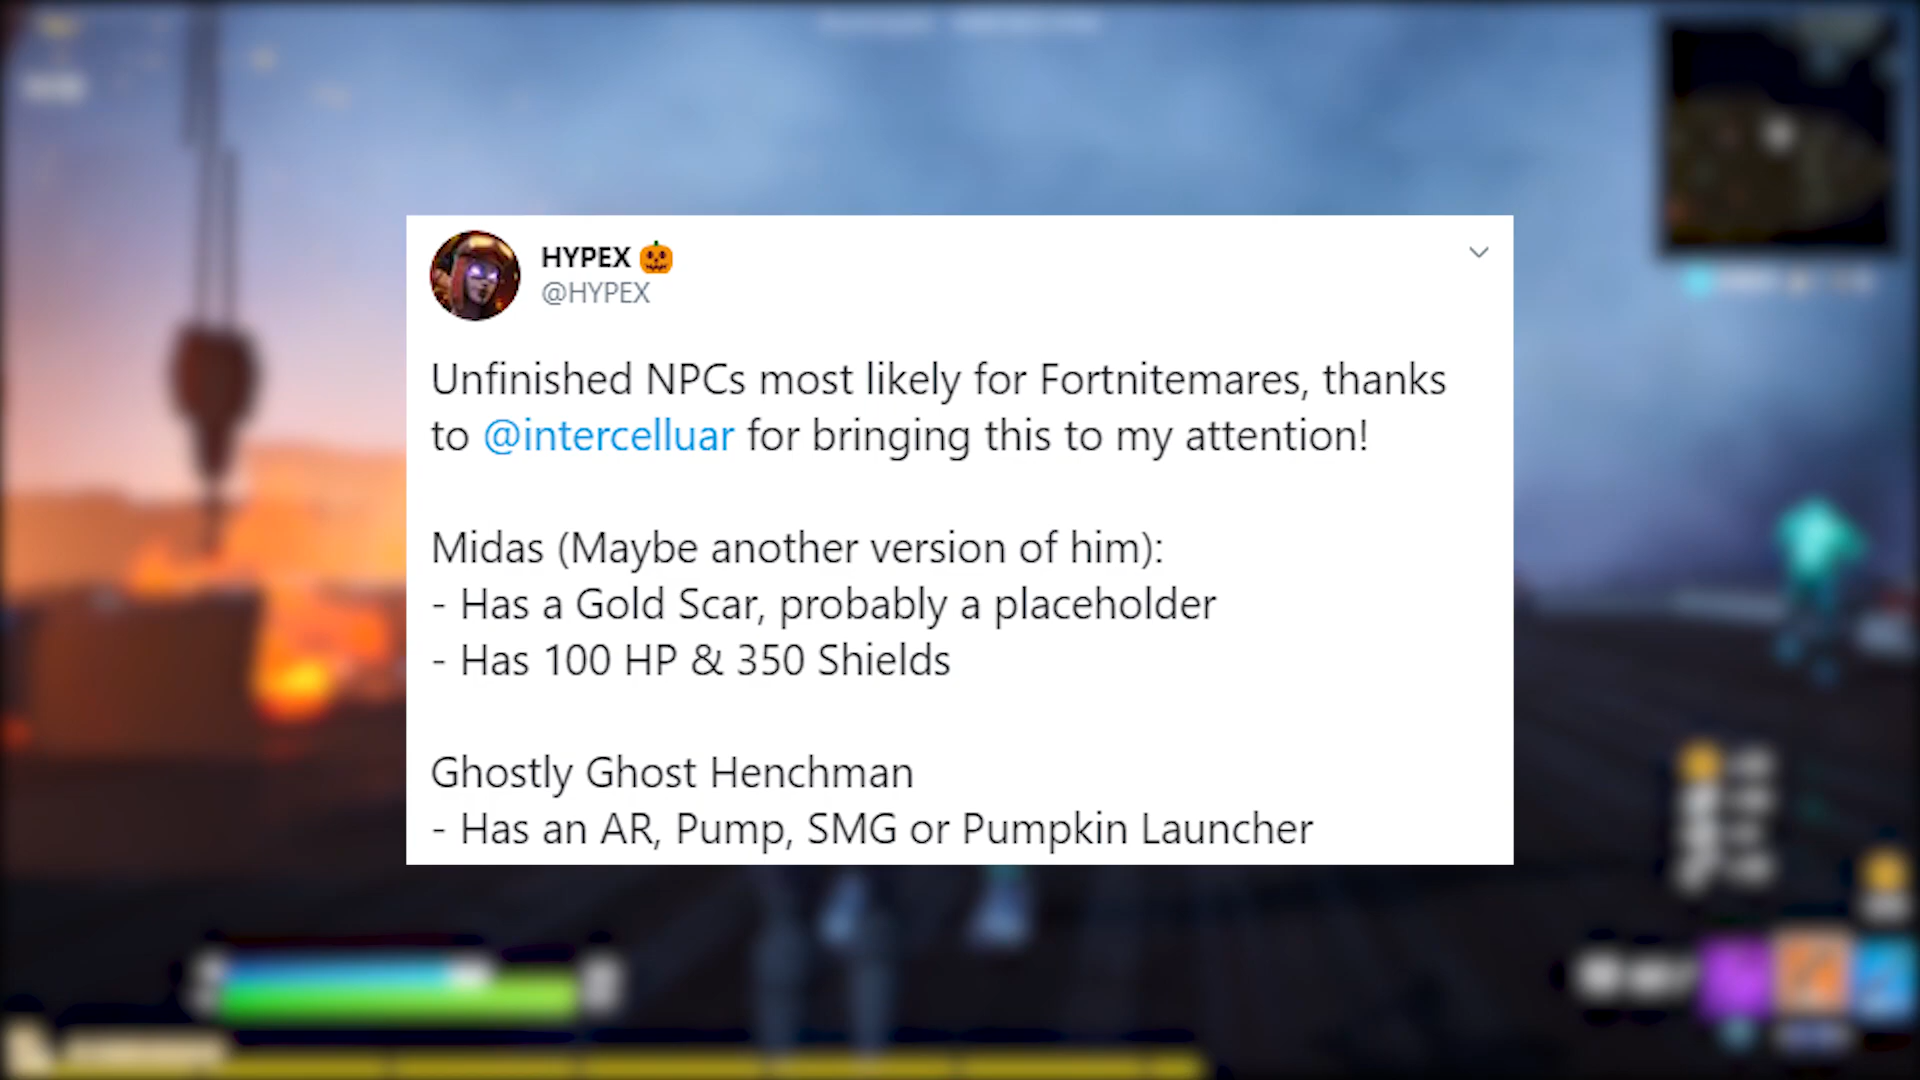 HYPEX 🎃
@HYPEX
Unfinished NPCs most likely for Fortnitemares, thanks
to @intercelluar for bringing this to my attention!
Midas (Maybe another version of him):
- Has a Gold Scar, probably a placeholder
- Has 100 HP & 350 Shields
Ghostly Ghost Henchman
- Has an AR, Pump, SMG or Pumpkin Launcher